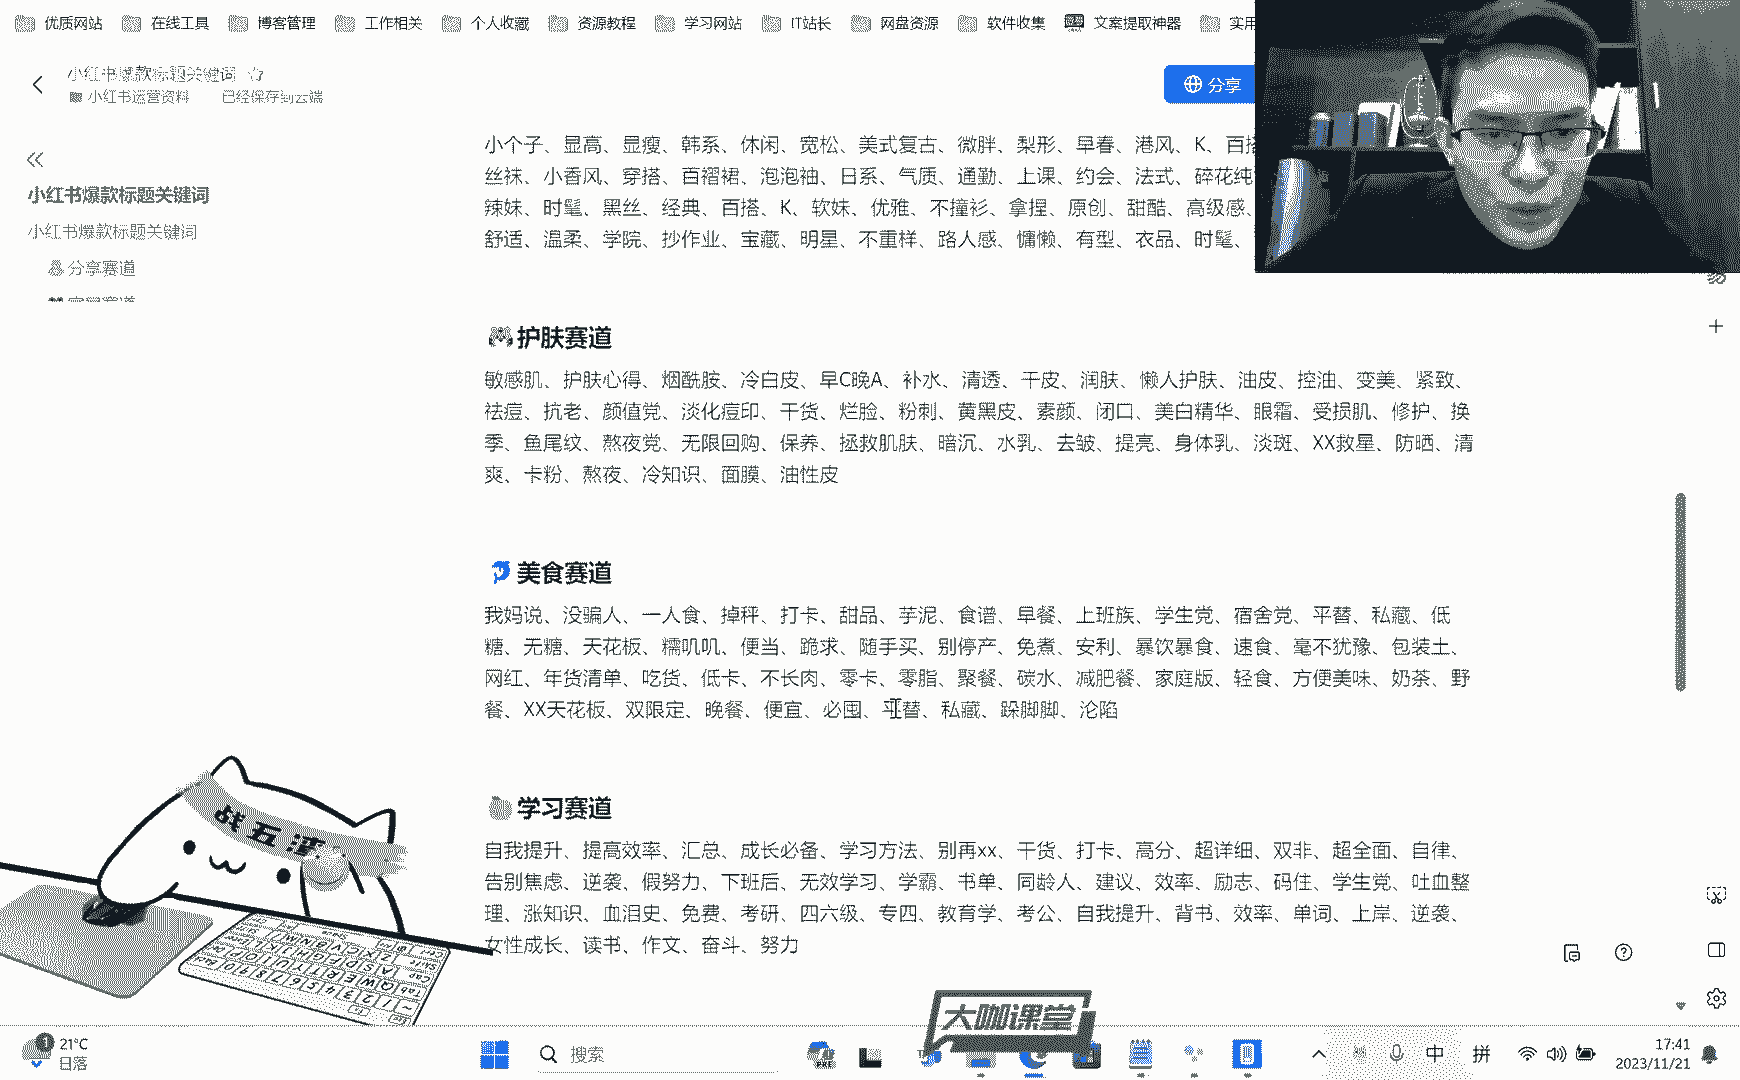 优质网站 在线工具 博客管理 工作相关 个人收藏 资源教程 学习网站 IT站长 网盘资源 软件收集 文案提取神器 实用
小红书爆款标题关键词
小红书运营资料 已经保存到云端
分享
小红书爆款标题关键词
小红书爆款标题关键词
分享赛道
小个子、显高、显瘦、韩系、休闲、宽松、美式复古、微胖、梨形、早春、港风、K、百搭
丝袜、小香风、穿搭、百褶裙、泡泡袖、日系、气质、通勤、上课、约会、法式、碎花纯
辣妹、时髦、黑丝、经典、百搭、K、软妹、优雅、不撞衫、拿捏、原创、甜酷、高级感、
舒适、温柔、学院、抄作业、宝藏、明星、不重样、路人感、慵懒、有型、衣品、时髦、
护肤赛道
敏感肌、护肤心得、烟酰胺、冷白皮、早C晚A、补水、清透、干皮、润肤、懒人护肤、油皮、控油、变美、紧致、
祛痘、抗老、颜值党、淡化痘印、干货、烂脸、粉刺、黄黑皮、素颜、闭口、美白精华、眼霜、受损肌、修护、换
季、鱼尾纹、熬夜党、无限回购、保养、拯救肌肤、暗沉、水乳、去皱、提亮、身体乳、淡斑、XX救星、防晒、清
爽、卡粉、熬夜、冷知识、面膜、油性皮
美食赛道
我妈说、没骗人、一人食、掉秤、打卡、甜品、芋泥、食谱、早餐、上班族、学生党、宿舍党、平替、私藏、低
糖、无糖、天花板、糯叽叽、便当、跪求、随手买、别停产、免煮、安利、暴饮暴食、速食、毫不犹豫、包装土、
网红、年货清单、吃货、低卡、不长肉、零卡、零脂、聚餐、碳水、减肥餐、家庭版、轻食、方便美味、奶茶、野
餐、XX天花板、双限定、晚餐、便宜、必囤、平替、私藏、跺脚脚、沦陷
学习赛道
自我提升、提高效率、汇总、成长必备、学习方法、别再xx、干货、打卡、高分、超详细、双非、超全面、自律、
告别焦虑、逆袭、假努力、下班后、无效学习、学霸、书单、同龄人、建议、效率、励志、码住、学生党、吐血整
理、涨知识、血泪史、免费、考研、四六级、专四、教育学、考公、自我提升、背书、效率、单词、上岸、逆袭、
女性成长、读书、作文、奋斗、努力
战五渣
大咖课堂
1
21°C
日落
搜索
中 拼
17:41
2023/11/21